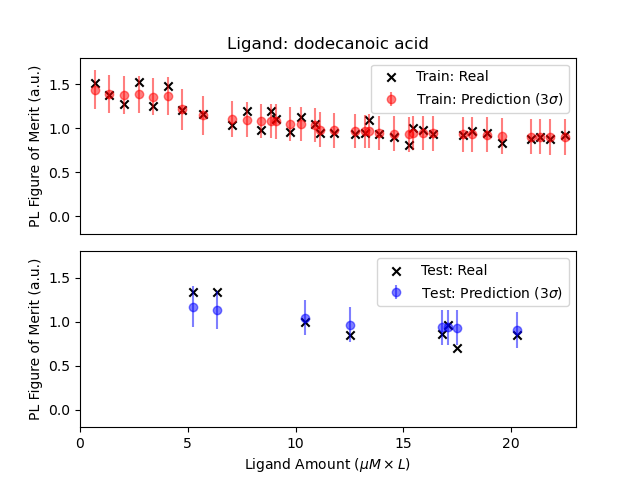 Ligand: dodecanoic acid
PL Figure of Merit (a.u.)
1.5
1.0
0.5
0.0
Train: Real
Train: Prediction (3σ)
PL Figure of Merit (a.u.)
1.5
1.0
0.5
0.0
Test: Real
Test: Prediction (3σ)
0 5 10 15 20
Ligand Amount (μM × L)